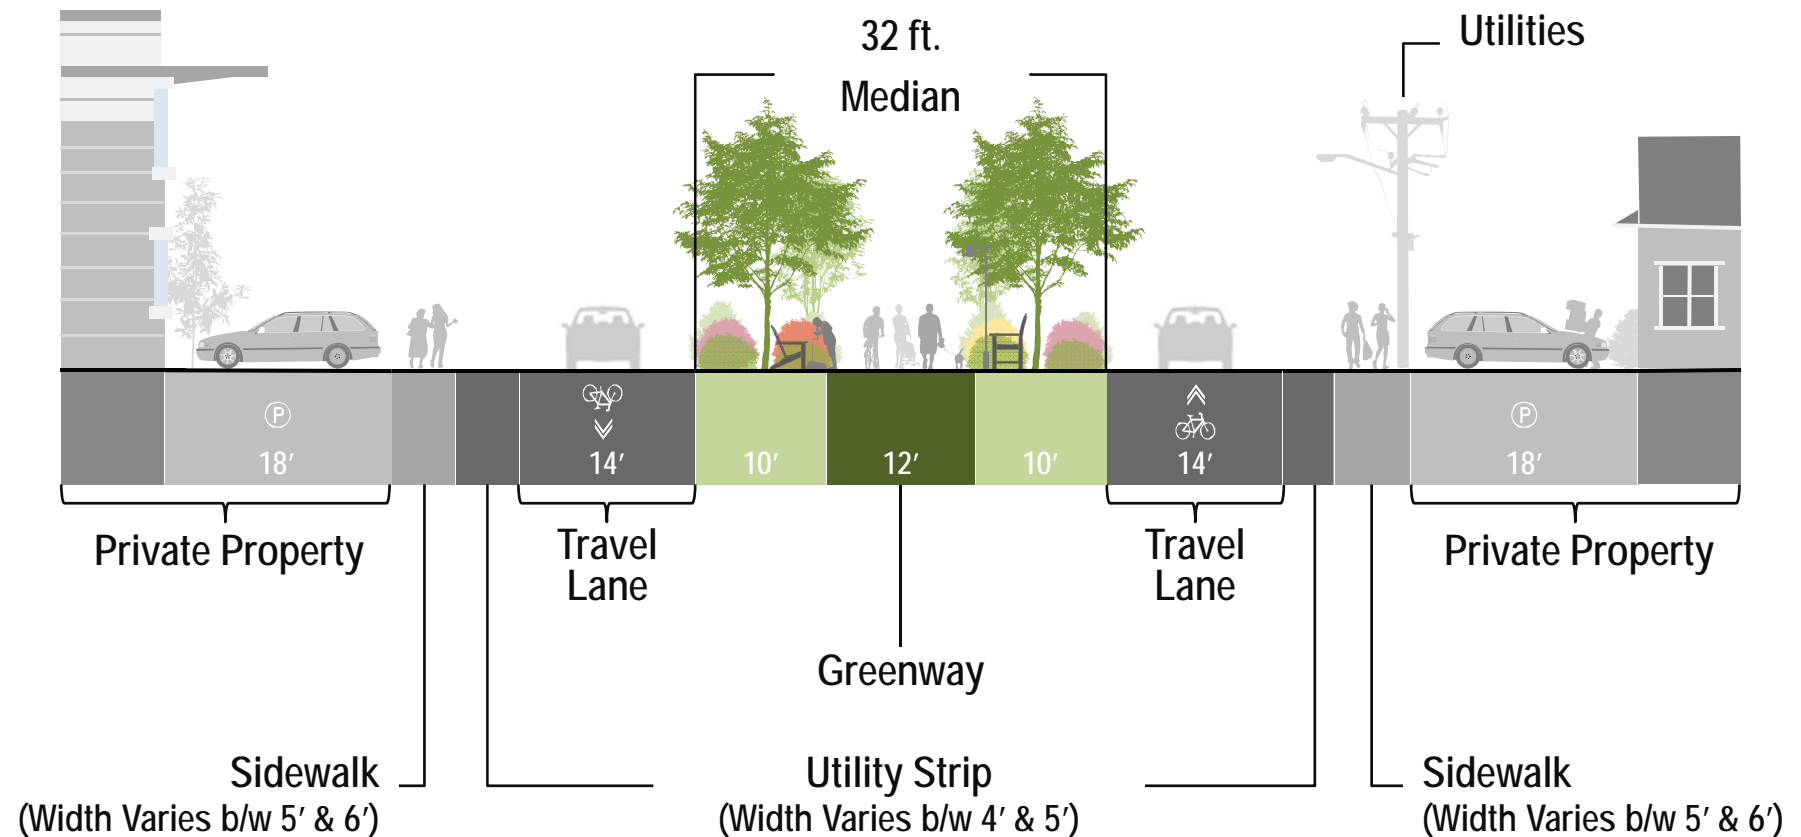 32 ft.
Median
Utilities
P
18′
14′
10′
12′
10′
14′
P
18′
Private Property
Travel
Lane
Travel
Lane
Private Property
Greenway
Sidewalk
(Width Varies b/w 5′ & 6′)
Utility Strip
(Width Varies b/w 4′ & 5′)
Sidewalk
(Width Varies b/w 5′ & 6′)